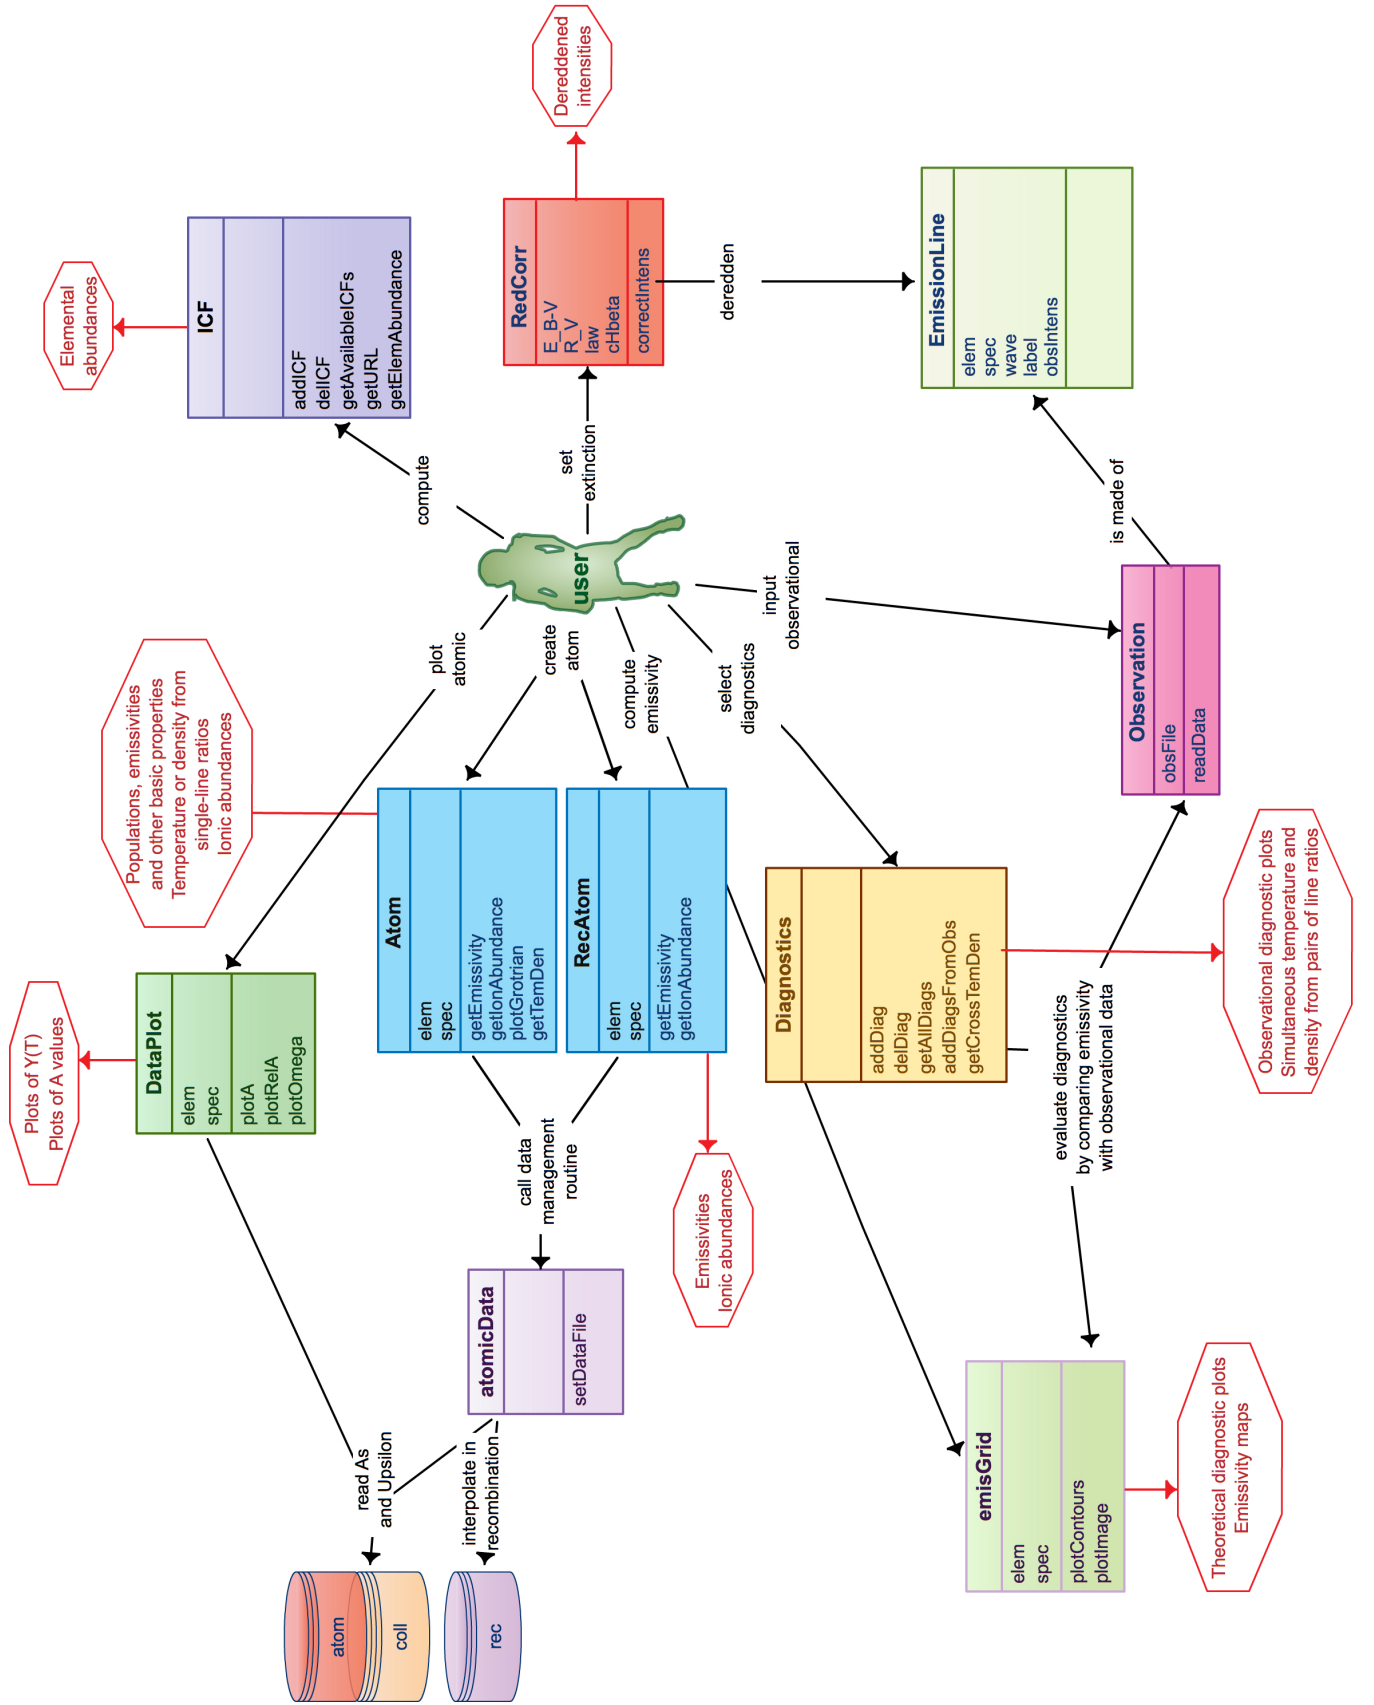 Elemental
abundances
ICF
addICF
delICF
getAvailableICFs
getURL
getElemAbundance
Dereddened
intensities
RedCorr
E_B-V
R_V
law
cHbeta
correctIntens
deredden
EmissionLine
elem
spec
wave
label
obsIntens
compute
set
extinction
user
is made of
plot
atomic
create
atom
compute
emissivity
select
diagnostics
input
observational
Observation
obsFile
readData
Populations, emissivities
and other basic properties
Temperature or density from
single-line ratios
Ionic abundances
Plots of Y(T)
Plots of A values
DataPlot
elem
spec
plotA
plotRelA
plotOmega
Atom
elem
spec
getEmissivity
getIonAbundance
plotGrotrian
getTemDen
RecAtom
elem
spec
getEmissivity
getIonAbundance
Diagnostics
addDiag
delDiag
getAllDiags
addDiagsFromObs
getCrossTemDen
Observational diagnostic plots
Simultaneous temperature and
density from pairs of line ratios
evaluate diagnostics
by comparing emissivity
with observational data
call data
management
routine
Emissivities
Ionic abundances
atomicData
setDataFile
read As
and Upsilon
interpolate in
recombination
emisGrid
elem
spec
plotContours
plotImage
Theoretical diagnostic plots
Emissivity maps
atom
coll
rec